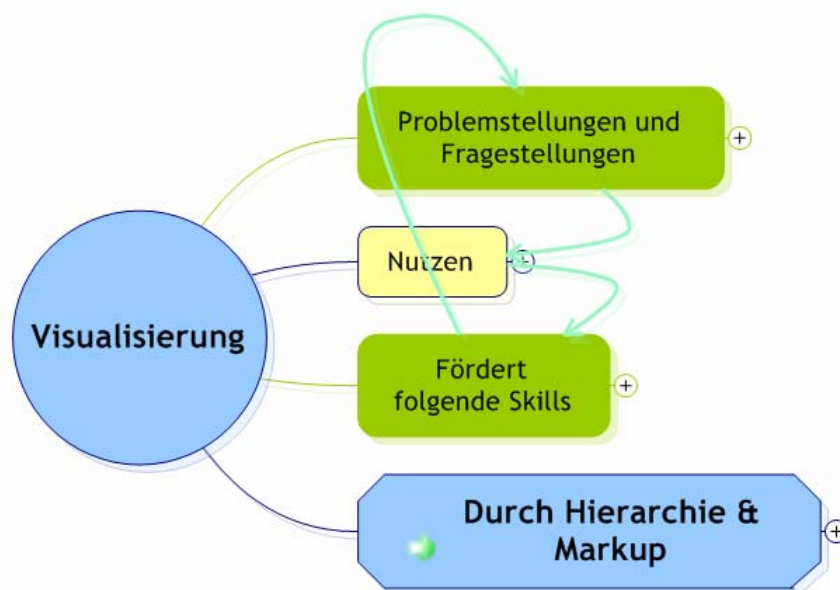 Problemstellungen und
Fragestellungen
Nutzen
Visualisierung
Fördert
folgende Skills
Durch Hierarchie &
Markup